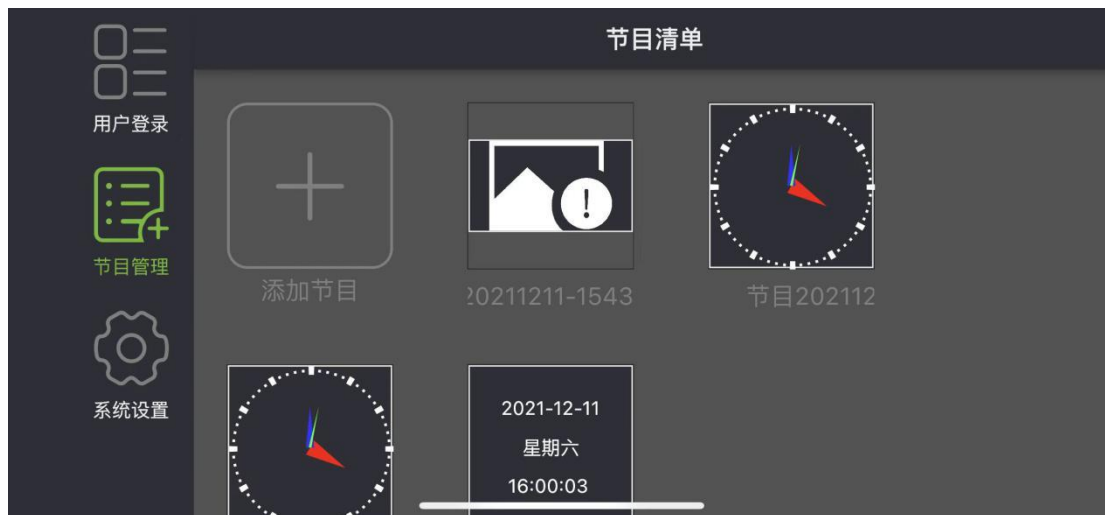 节目清单
用户登录
节目管理
系统设置
添加节目
20211211-1543
节目202112
2021-12-11
星期六
16:00:03